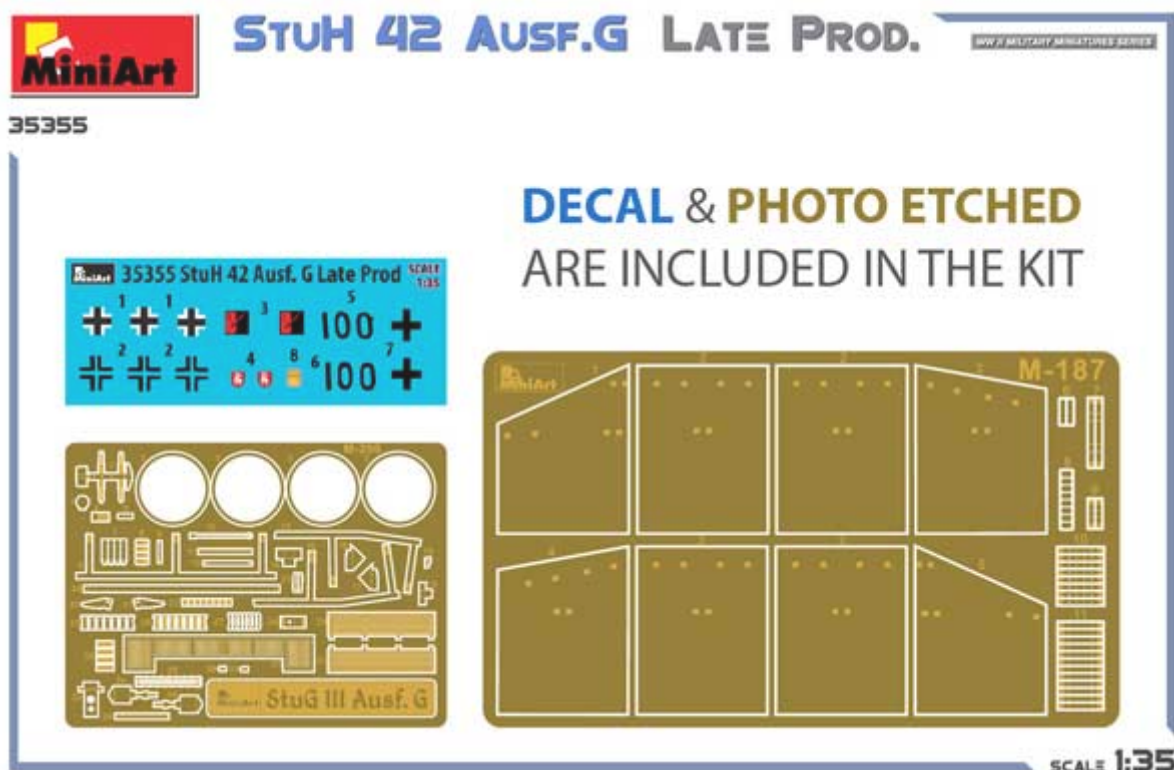 MiniArt
StuH 42 Ausf.G Late Prod.
WW II MILITARY MINIATURES SERIES
35355
DECAL & PHOTO ETCHED
ARE INCLUDED IN THE KIT
MiniArt 35355 StuH 42 Ausf. G Late Prod SCALE
1:35
1 1 3 5
2 2 4 8 6 100 7
100
MiniArt
M-187
MiniArt StuG III Ausf. G
SCALE 1:35